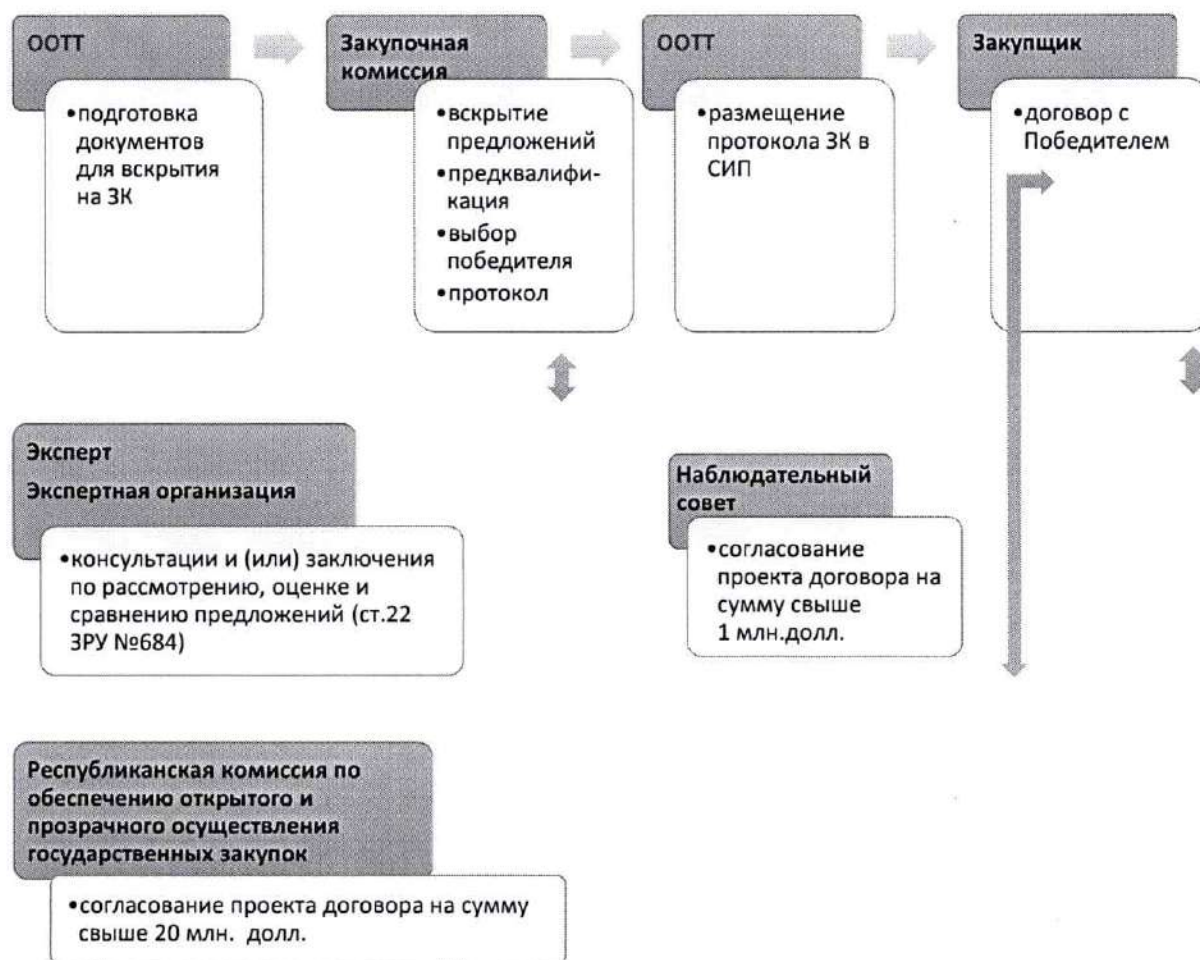 ООТТ
•подготовка
документов
для вскрытия
на ЗК
Закупочная
комиссия
•вскрытие
предложений
•предквалифи-
кация
•выбор
победителя
•протокол
ООТТ
•размещение
протокола ЗК в
СИП
Закупщик
•договор с
Победителем
Эксперт
Экспертная организация
•консультации и (или) заключения
по рассмотрению, оценке и
сравнению предложений (ст.22
ЗРУ №684)
Наблюдательный
совет
•согласование
проекта договора на
сумму свыше
1 млн.долл.
Республиканская комиссия по
обеспечению открытого и
прозрачного осуществления
государственных закупок
•согласование проекта договора на сумму
свыше 20 млн. долл.